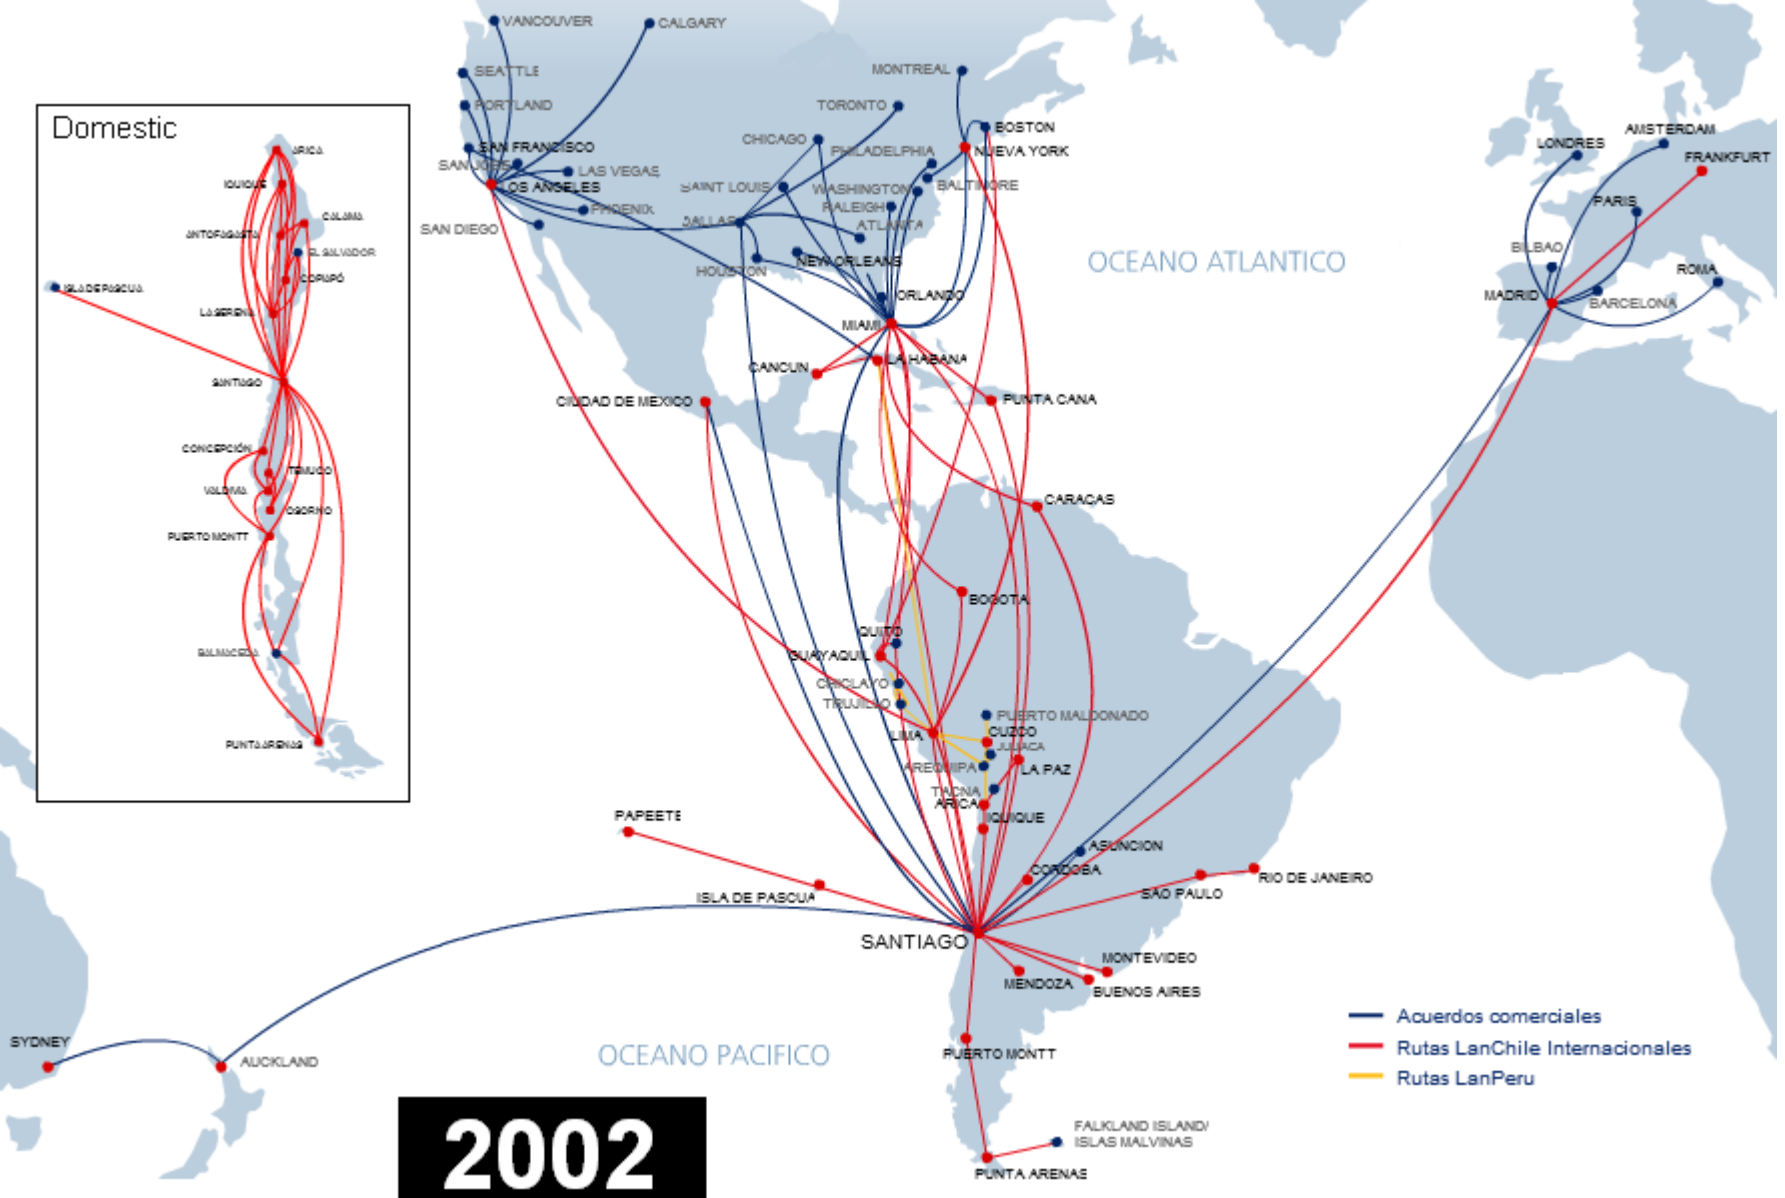 VANCOUVER
CALGARY
SEATTLE
MONTREAL
PORTLAND
TORONTO
BOSTON
CHICAGO
SAN FRANCISCO
PHILADELPHIA
NUEVA YORK
SAN JOSE
LAS VEGAS
LOS ANGELES
SAINT LOUIS
WASHINGTON
BALTIMORE
PHOENIX
RALEIGH
SAN DIEGO
DALLAS
ATLANTA
HOUSTON
NEW ORLEANS
ORLANDO
MIAMI
OCEANO ATLANTICO
LONDRES
AMSTERDAM
FRANKFURT
PARIS
BILBAO
ROMA
MADRID
BARCELONA
Domestic
ARICA
IQUIQUE
CALAMA
ANTOFAGASTA
EL SALVADOR
COPIAPÓ
ISLA DE PASCUA
LA SERENA
SANTIAGO
CONCEPCIÓN
TEMUCO
VALDIVIA
OSORNO
PUERTO MONTT
BALMACEDA
PUNTA ARENAS
CANCUN
LA HABANA
CIUDAD DE MEXICO
PUNTA CANA
CARACAS
BOGOTA
QUITO
GUAYAQUIL
CHICLAYO
TRUJILLO
PUERTO MALDONADO
LIMA
CUZCO
JULIACA
AREQUIPA
LA PAZ
TACNA
ARICA
IQUIQUE
PAPEETE
ASUNCION
CORDOBA
ISLA DE PASCUA
SAO PAULO
RIO DE JANEIRO
SANTIAGO
MONTEVIDEO
MENDOZA
BUENOS AIRES
SYDNEY
AUCKLAND
OCEANO PACIFICO
PUERTO MONTT
Acuerdos comerciales
Rutas LanChile Internacionales
Rutas LanPeru
FALKLAND ISLAND/
ISLAS MALVINAS
PUNTA ARENAS
2002